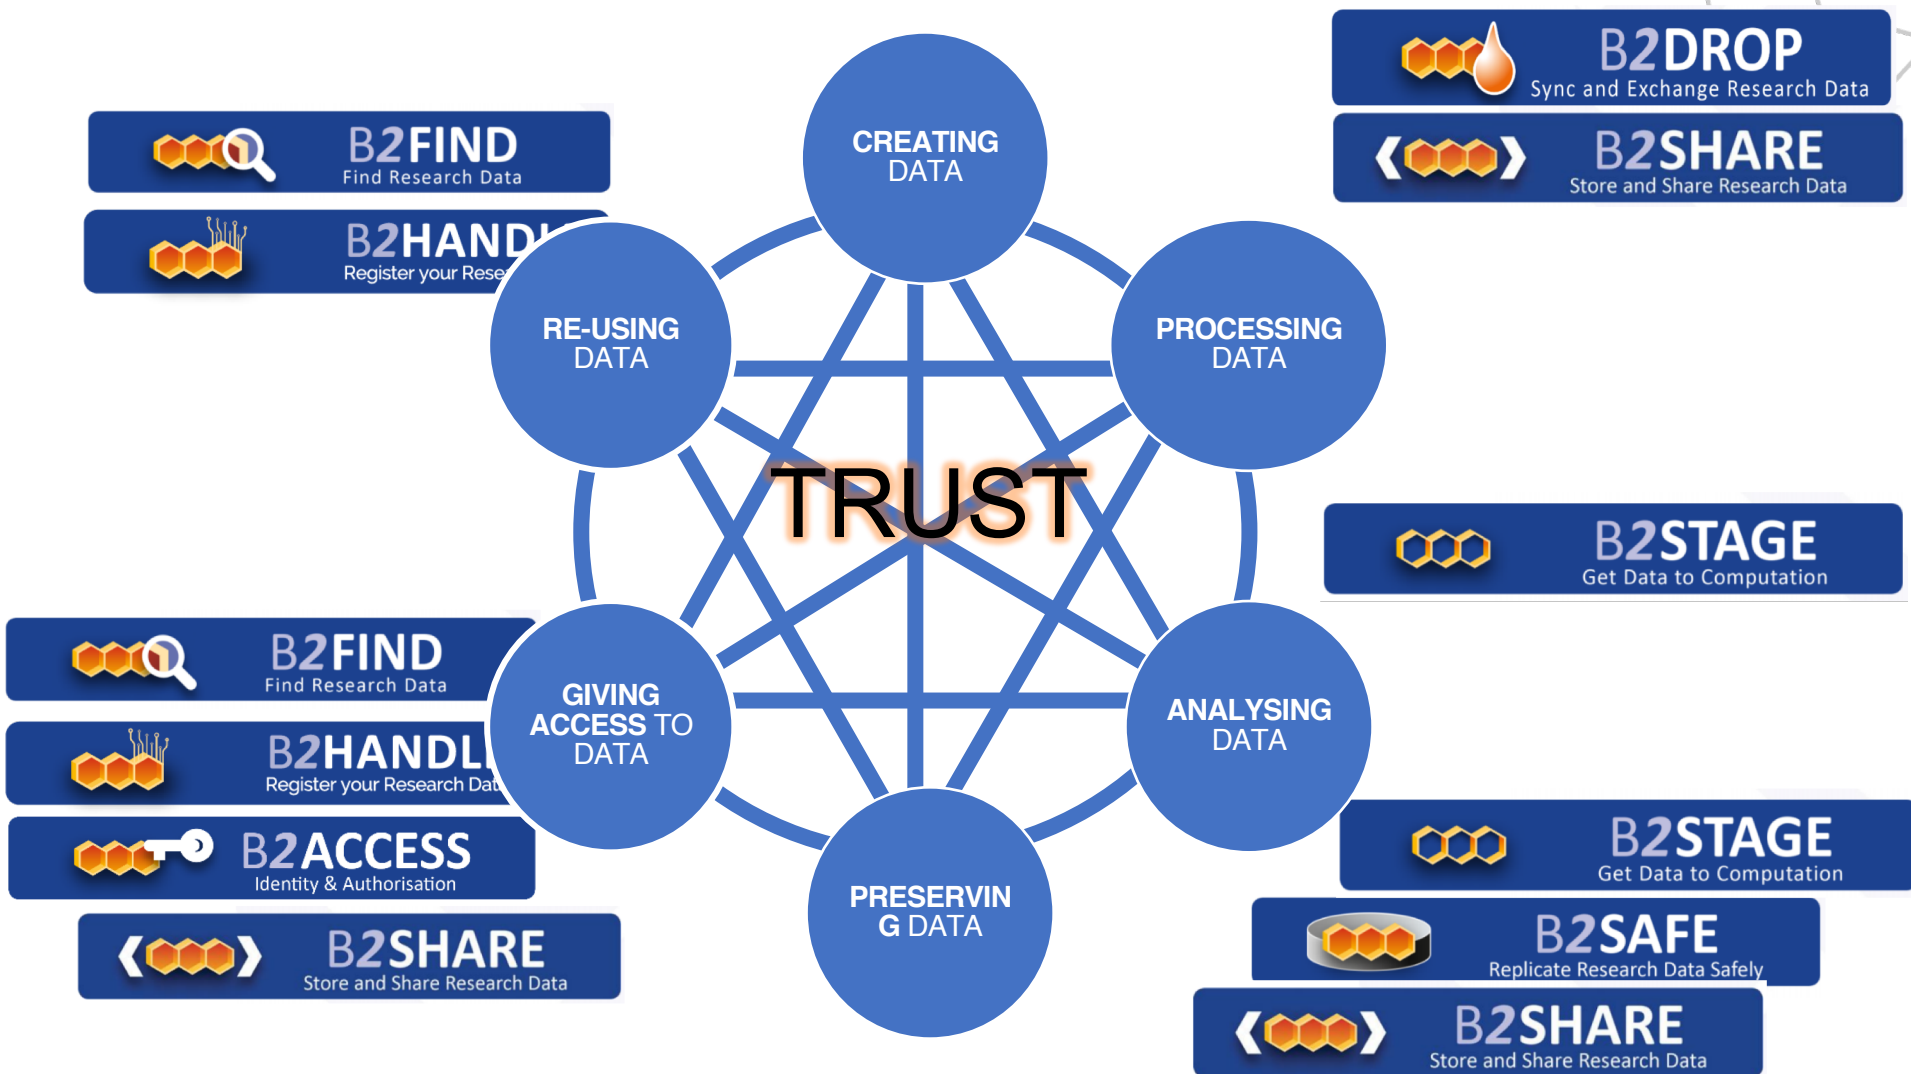 B2DROP
Sync and Exchange Research Data
B2SHARE
Store and Share Research Data
B2FIND
Find Research Data
B2HANDL
Register your Rese
CREATING
DATA
RE-USING
DATA
PROCESSING
DATA
TRUST
B2STAGE
Get Data to Computation
B2FIND
Find Research Data
B2HANDL
Register your Research Dat
B2ACCESS
Identity & Authorisation
B2SHARE
Store and Share Research Data
GIVING
ACCESS TO
DATA
ANALYSING
DATA
PRESERVIN
G DATA
B2STAGE
Get Data to Computation
B2SAFE
Replicate Research Data Safely
B2SHARE
Store and Share Research Data